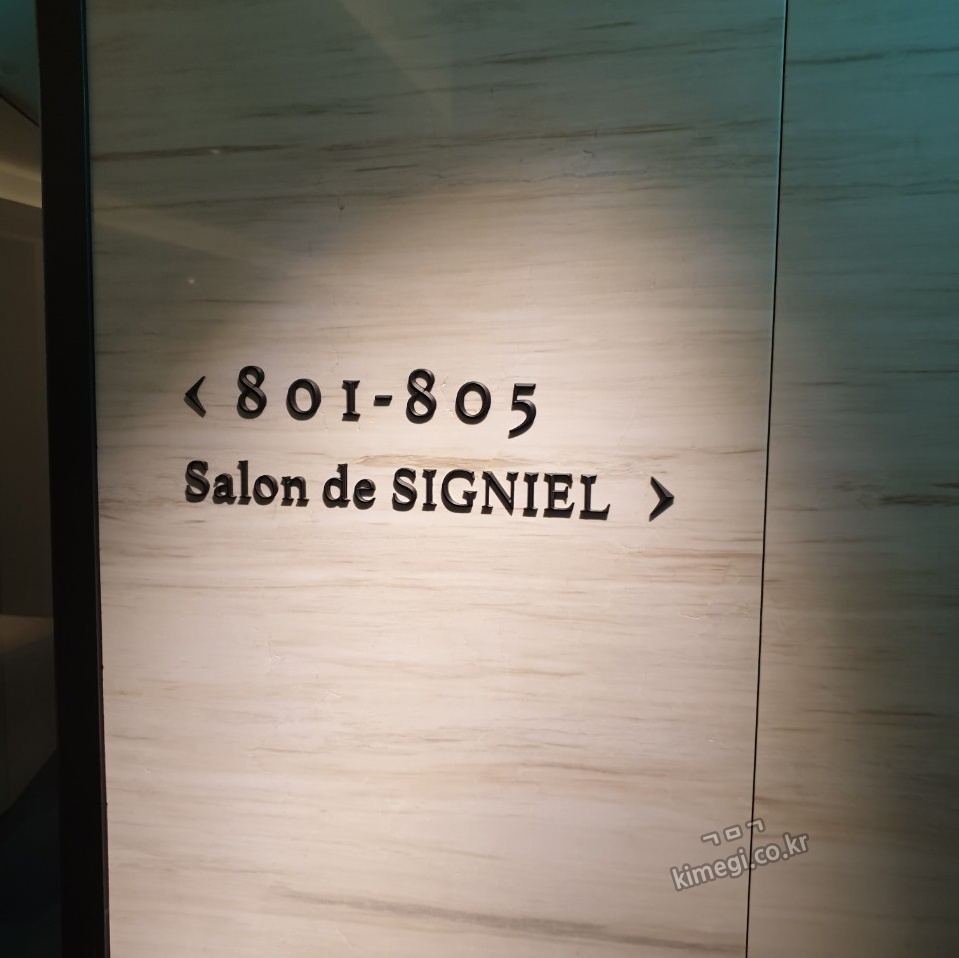 < 801-805
Salon de SIGNIEL >
ㄱㅁㄱ
kimegi.co.kr